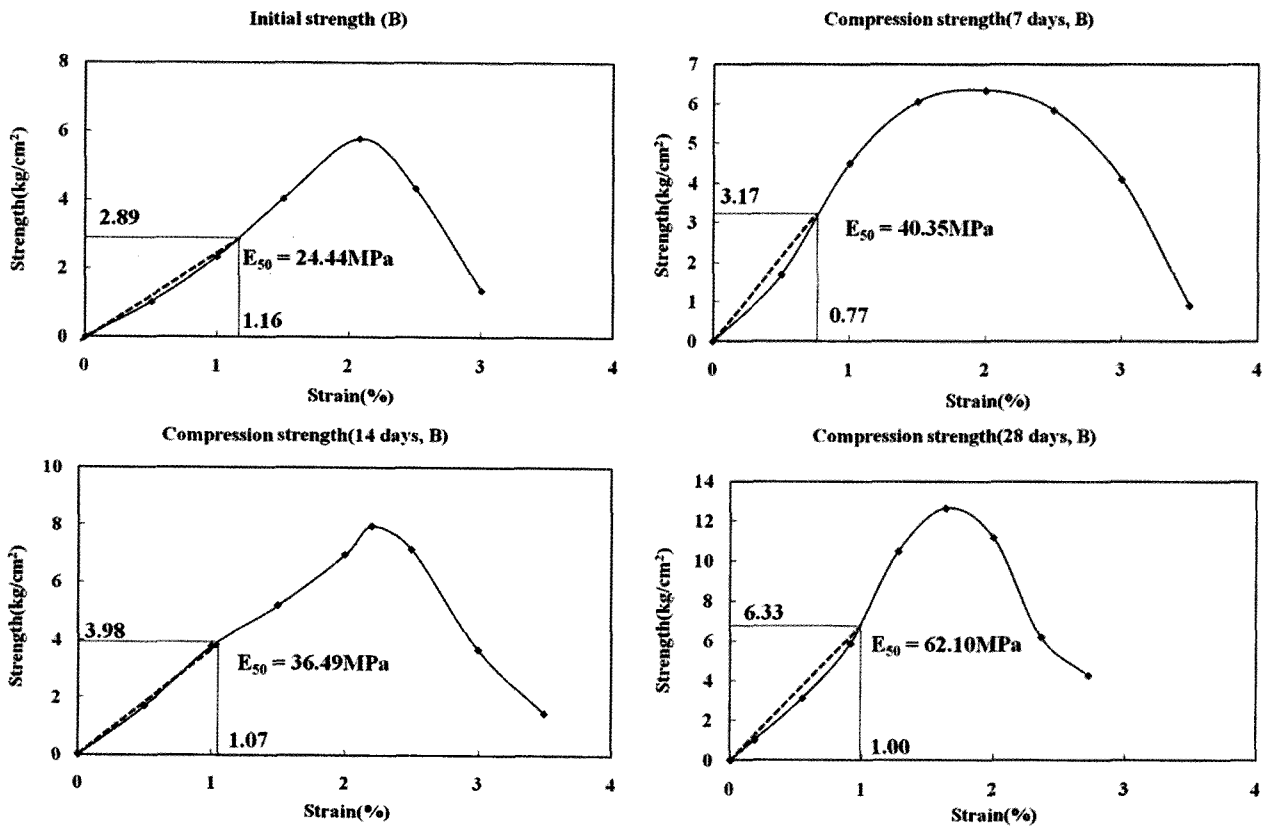 Initial strength (B)
8
6
4
2
0
Strength(kg/cm²)
2.89
E₅₀ = 24.44MPa
1.16
0 1 2 3 4
Strain(%)
Compression strength(7 days, B)
7
6
5
4
3
2
1
0
Strength(kg/cm²)
3.17
E₅₀ = 40.35MPa
0.77
0 1 2 3 4
Strain(%)
Compression strength(14 days, B)
10
8
6
4
2
0
Strength(kg/cm²)
3.98
E₅₀ = 36.49MPa
1.07
0 1 2 3 4
Strain(%)
Compression strength(28 days, B)
14
12
10
8
6
4
2
0
Strength(kg/cm²)
6.33
E₅₀ = 62.10MPa
1.00
0 1 2 3 4
Strain(%)